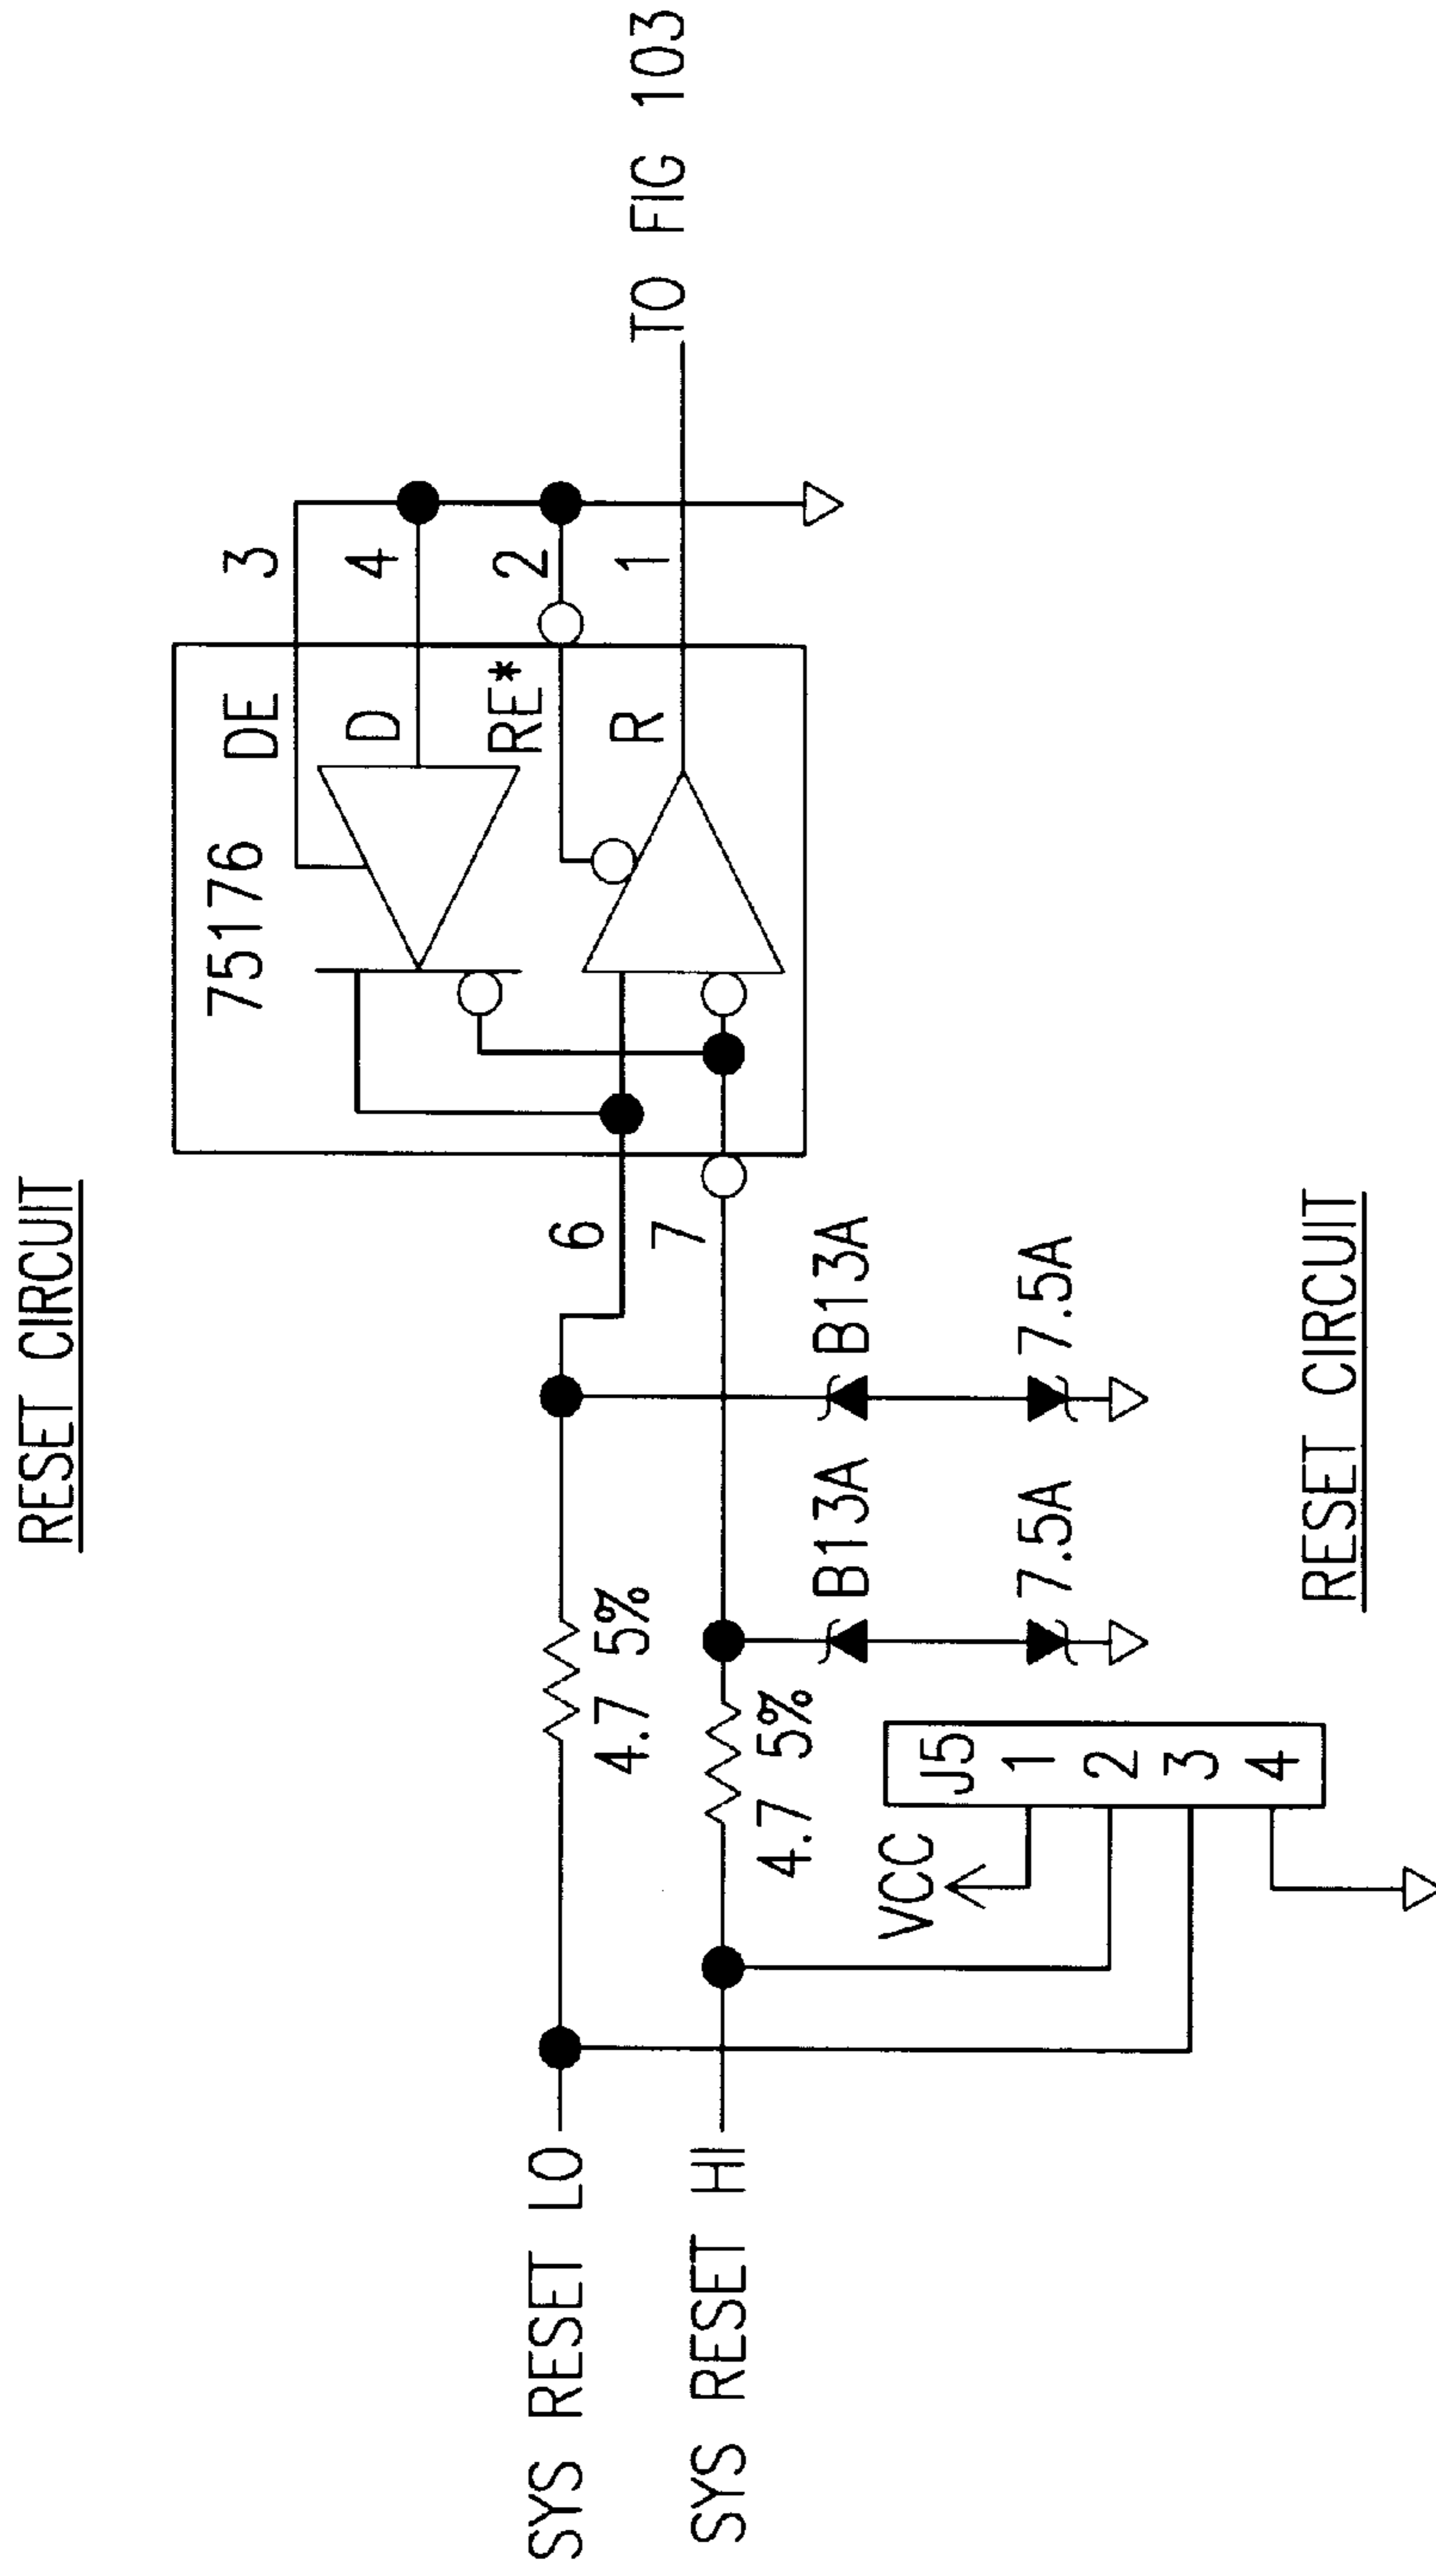 RESET CIRCUIT
75176
DE
3
D
4
RE*
2
R
1
TO FIG 103
6
7
SYS RESET LO
4.7 5%
SYS RESET HI
4.7 5%
B13A
B13A
7.5A
7.5A
VCC
J5
1
2
3
4
RESET CIRCUIT